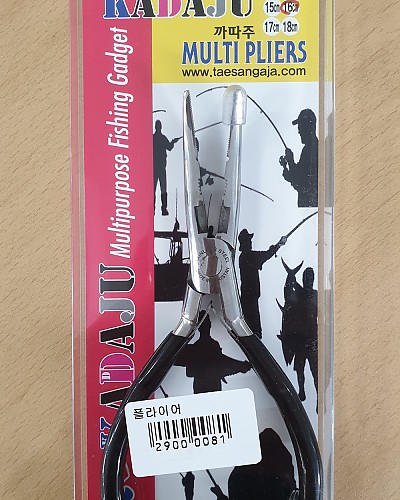 KADAJU
15cm 16cm
17cm 18cm
까따주
MULTI PLIERS
www.taesangaja.com
KADAJU Multipurpose Fishing Gadget
플라이어
2900 0081